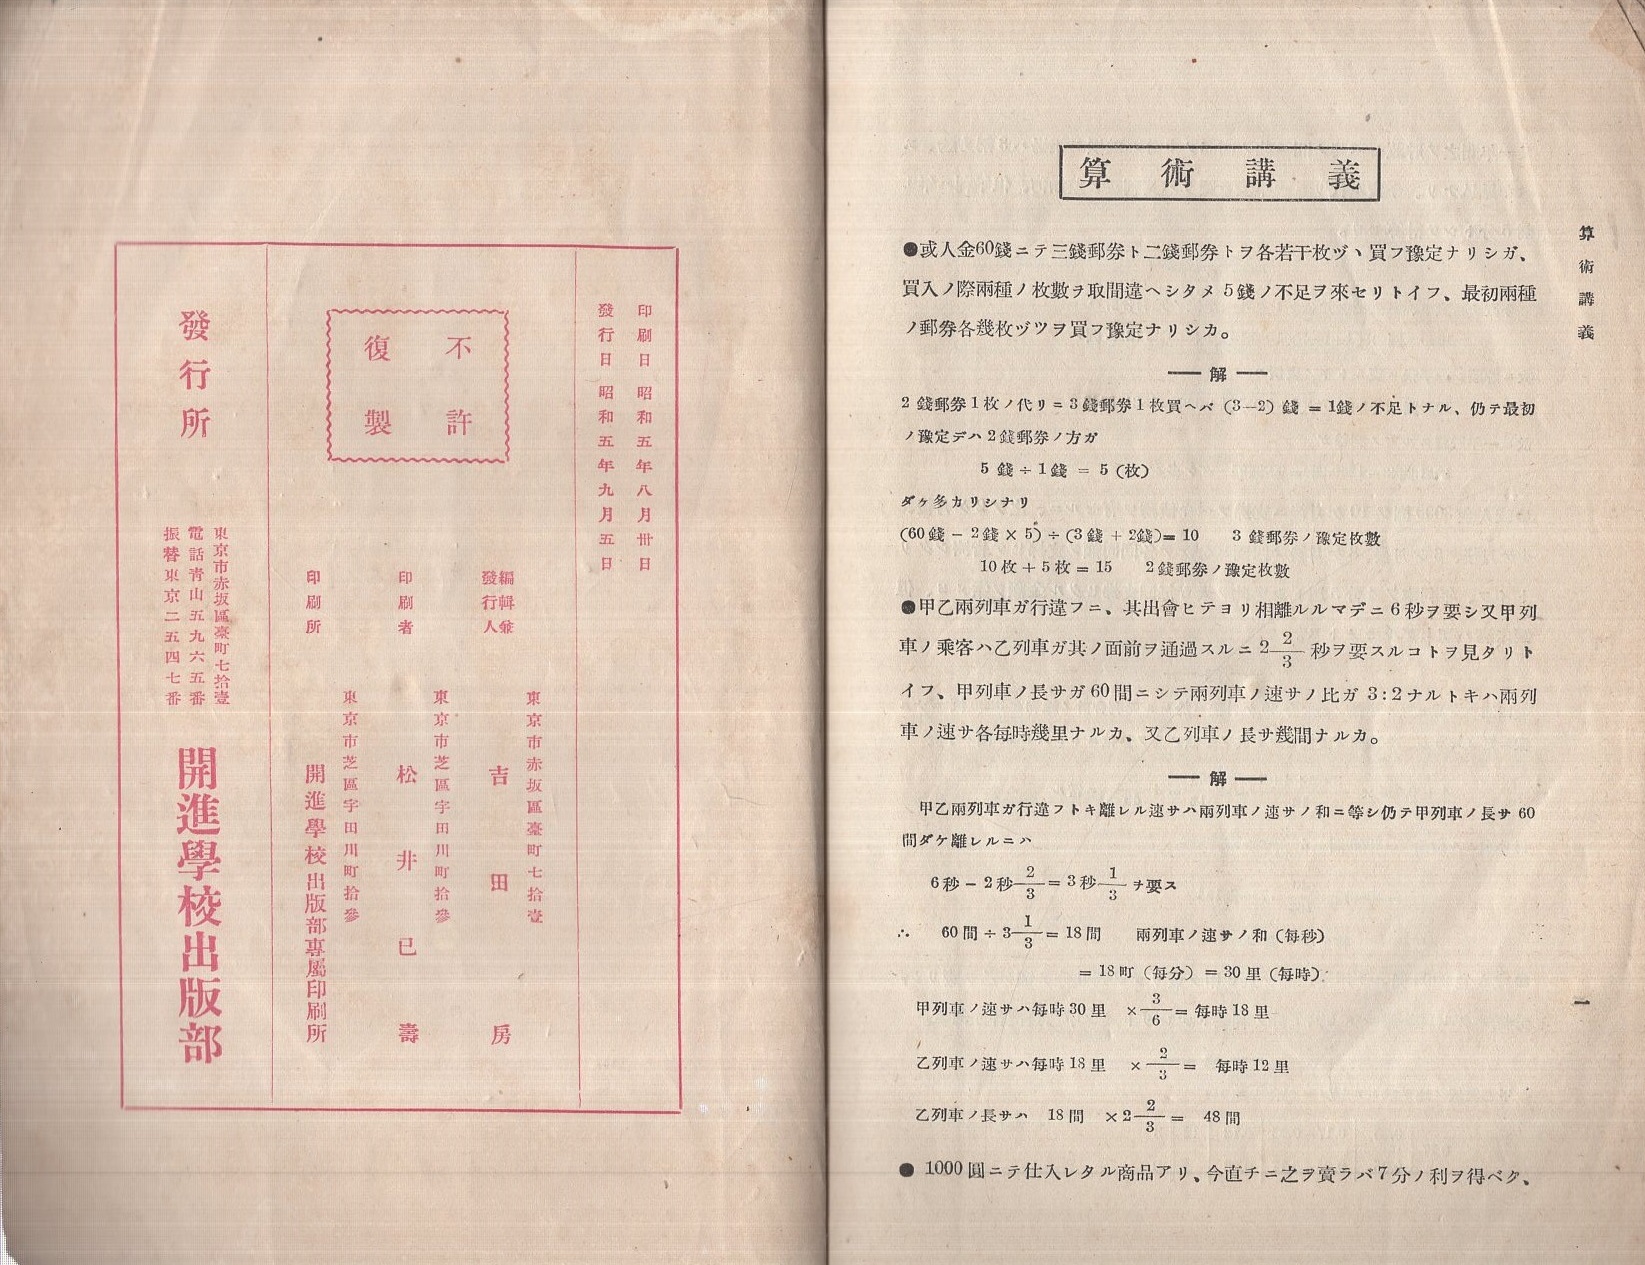 算術講義
●或人金60錢ニテ三錢郵券ト二錢郵券トヲ各若干枚ヅヽ買フ豫定ナリシガ、
買入ノ際兩種ノ枚數ヲ取間違ヘシタメ5錢ノ不足ヲ來セリトイフ、最初兩種
ノ郵券各幾枚ヅツヲ買フ豫定ナリシカ。
— 解 —
2錢郵券1枚ノ代リニ3錢郵券1枚買ヘバ (3−2) 錢 = 1錢ノ不足トナル、仍テ最初
ノ豫定デハ2錢郵券ノ方ガ
5 錢 ÷ 1錢 = 5 (枚)
ダケ多カリシナリ
(60錢 − 2錢 × 5) ÷ (3錢 + 2錢) = 10 3 錢郵券ノ豫定枚數
10枚 + 5枚 = 15 2錢郵券ノ豫定枚數
●甲乙兩列車ガ行違フニ、其出會ヒテヨリ相離ルルマデニ6秒ヲ要シ又甲列
車ノ乘客ハ乙列車ガ其ノ面前ヲ通過スルニ 2 2/3 秒ヲ要スルコトヲ見タリト
イフ、甲列車ノ長サガ60間ニシテ兩列車ノ速サノ比ガ 3:2 ナルトキハ兩列
車ノ速サ各每時幾里ナルカ、又乙列車ノ長サ幾間ナルカ。
— 解 —
甲乙兩列車ガ行違フトキ離レル速サハ兩列車ノ速サノ和ニ等シ仍テ甲列車ノ長サ 60
間ダケ離レルニハ
6秒 − 2秒 2/3 = 3秒 1/3 ヲ要ス
∴ 60間 ÷ 3 1/3 = 18間 兩列車ノ速サノ和 (每秒)
= 18町 (每分) = 30里 (每時)
甲列車ノ速サハ每時30里 × 3/6 = 每時18里
乙列車ノ速サハ每時18里 × 2/3 = 每時12里
乙列車ノ長サハ 18間 × 2 2/3 = 48間
● 1000圓ニテ仕入レタル商品アリ、今直チニ之ヲ賣ラバ7分ノ利ヲ得ベク、
算術講義
一
印刷日 昭和五年八月卅日
發行日 昭和五年九月五日
不許
復製
編輯兼
發行人
東京市赤坂區臺町七拾壹
吉田房
印刷者
東京市芝區宇田川町拾參
松井已壽
印刷所
東京市芝區宇田川町拾參
開進學校出版部專屬印刷所
發行所
東京市赤坂區臺町七拾壹
電話青山五九六五番
振替東京二五四七番
開進學校出版部